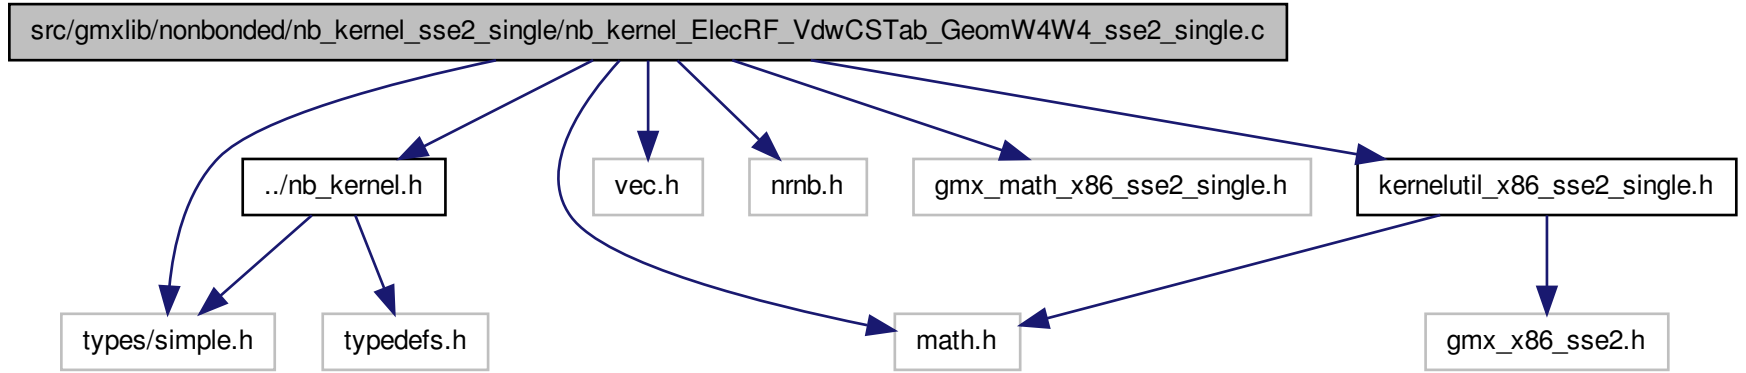 src/gmxlib/nonbonded/nb_kernel_sse2_single/nb_kernel_ElecRF_VdwCSTab_GeomW4W4_sse2_single.c
../nb_kernel.h
vec.h
nrnb.h
gmx_math_x86_sse2_single.h
kernelutil_x86_sse2_single.h
types/simple.h
typedefs.h
math.h
gmx_x86_sse2.h